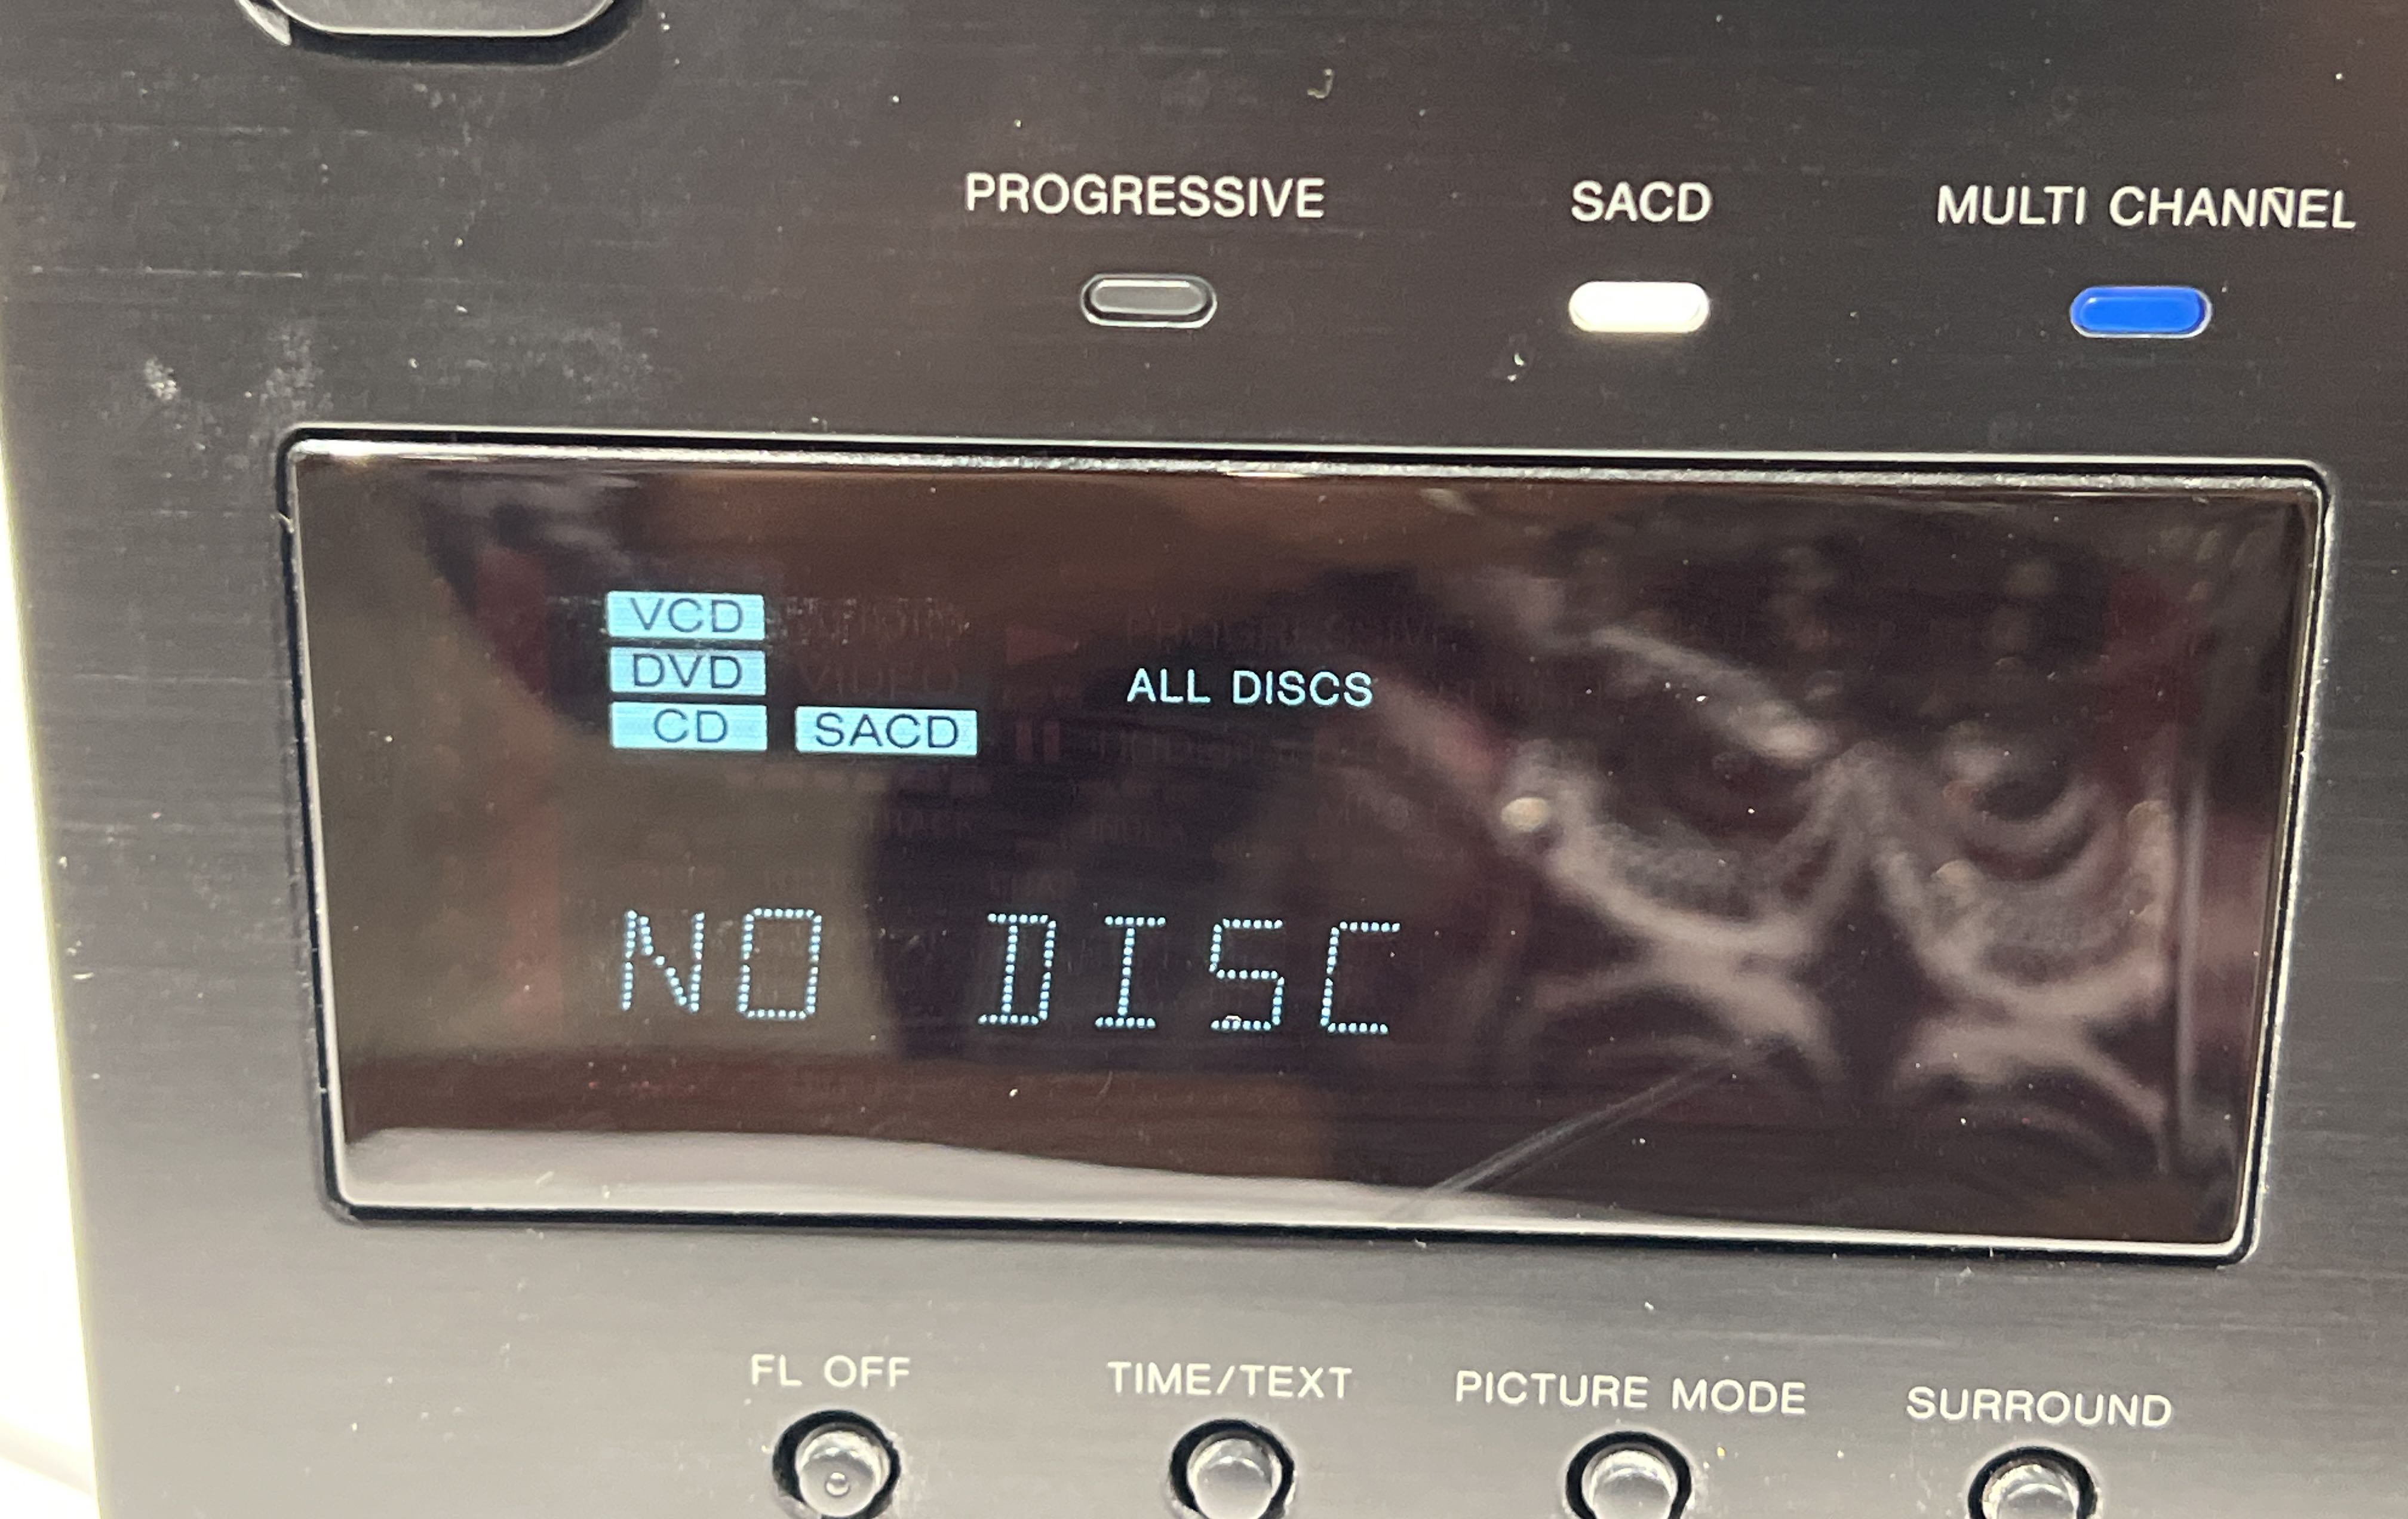 PROGRESSIVE SACD MULTI CHANNEL
VCD
DVD VIDEO ALL DISCS
CD SACD
NO DISC
FL OFF TIME/TEXT PICTURE MODE SURROUND